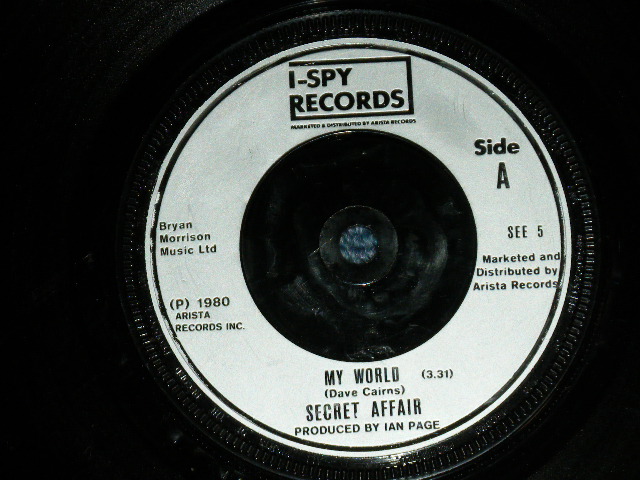 I-SPY
RECORDS
MARKETED & DISTRIBUTED BY ARISTA RECORDS
Side
A
SEE 5
Marketed and
Distributed by
Arista Records
Bryan
Morrison
Music Ltd
(P) 1980
ARISTA
RECORDS INC.
MY WORLD (3.31)
(Dave Cairns)
SECRET AFFAIR
PRODUCED BY IAN PAGE